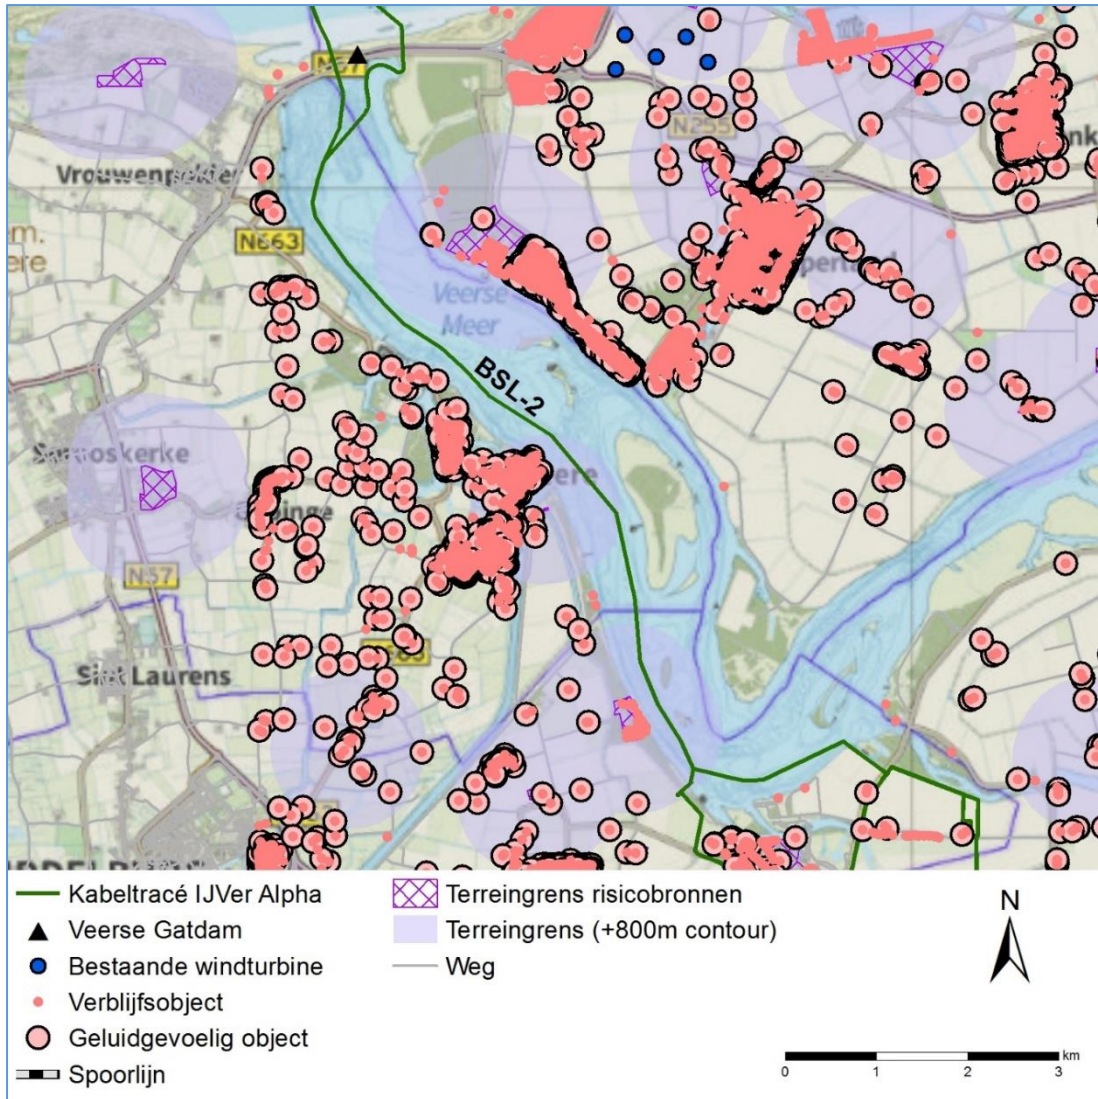 N57
N255
Vrouwenpolder
N663
Veerse
Meer
BSL-2
N57
Sint Laurens
Kabeltracé IJVer Alpha
Veerse Gatdam
Bestaande windturbine
Verblijfsobject
Geluidgevoelig object
Spoorlijn
Terreingrens risicobronnen
Terreingrens (+800m contour)
Weg
N
km
0 1 2 3